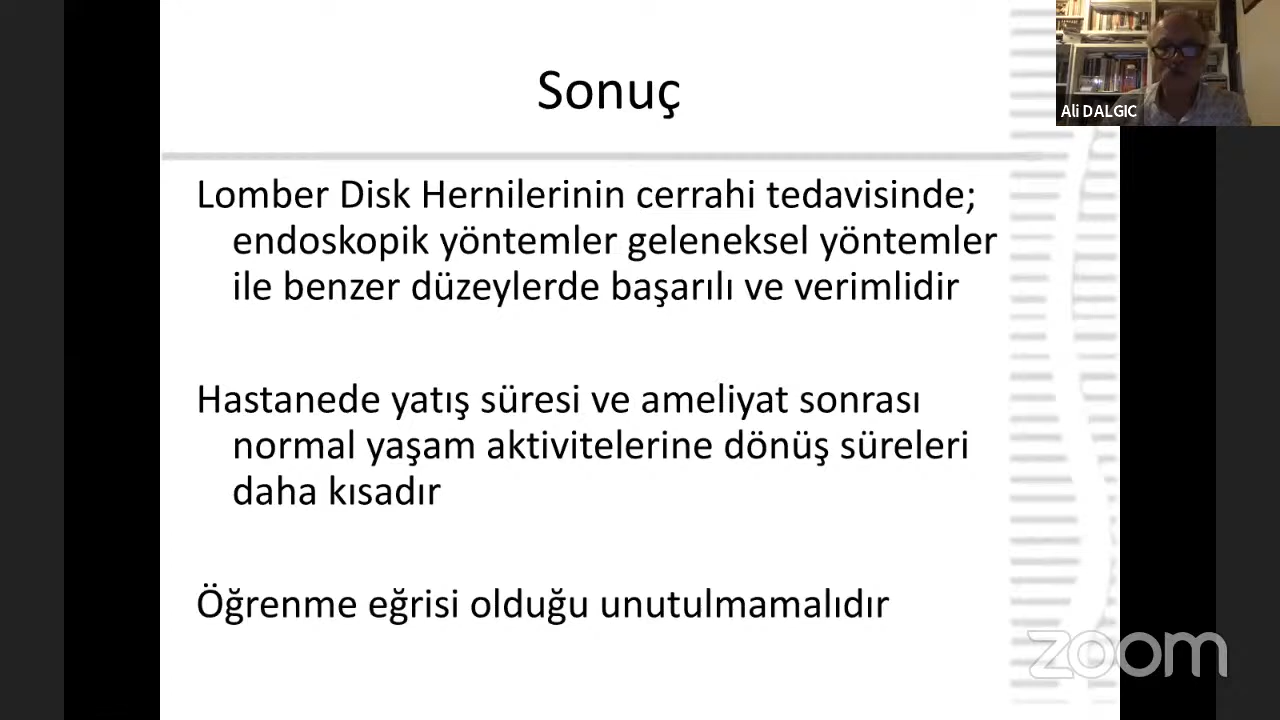 Sonuç
Lomber Disk Hernilerinin cerrahi tedavisinde;
endoskopik yöntemler geleneksel yöntemler
ile benzer düzeylerde başarılı ve verimlidir
Hastanede yatış süresi ve ameliyat sonrası
normal yaşam aktivitelerine dönüş süreleri
daha kısadır
Öğrenme eğrisi olduğu unutulmamalıdır
Ali DALGIC
zoom